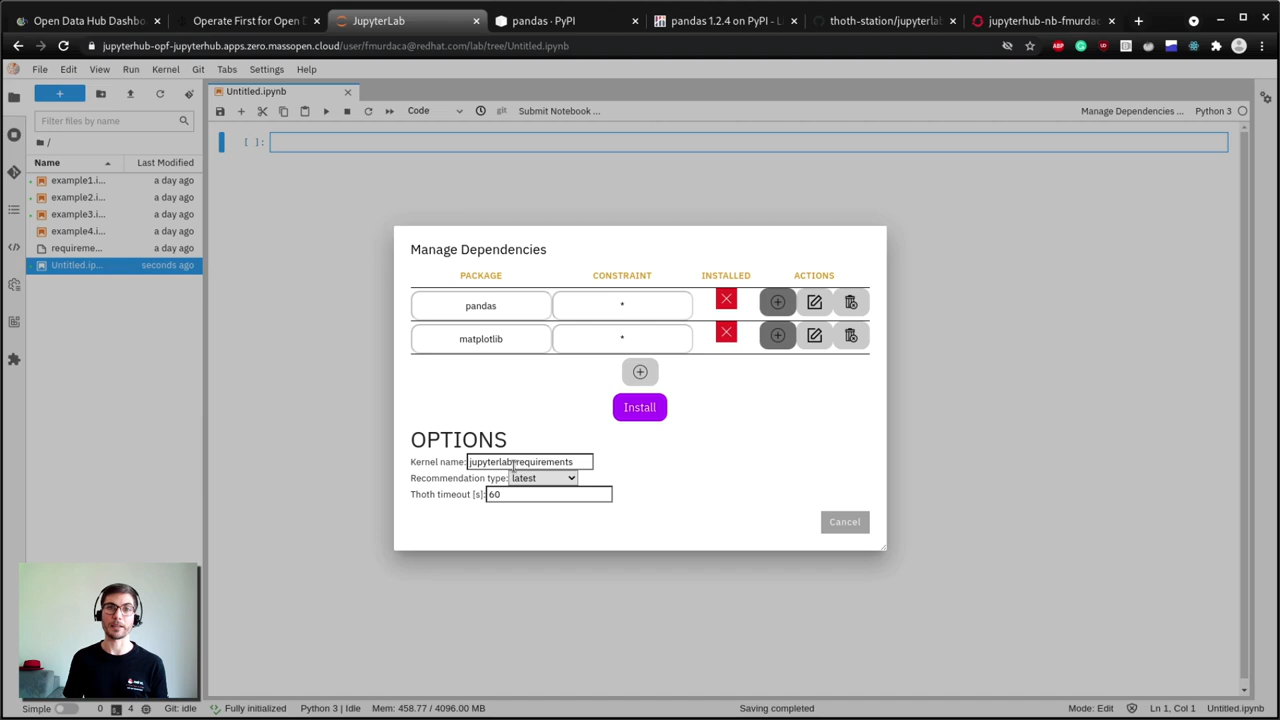 Open Data Hub Dashbo
Operate First for Open D
JupyterLab
pandas · PyPI
pandas 1.2.4 on PyPI - L
thoth-station/jupyterlab
jupyterhub-nb-fmurdaca
jupyterhub-opf-jupyterhub.apps.zero.massopen.cloud/user/fmurdaca@redhat.com/lab/tree/Untitled.ipynb
File Edit View Run Kernel Git Tabs Settings Help
Untitled.ipynb
Code
git
Submit Notebook ...
Manage Dependencies ...
Python 3
Filter files by name
/
Name Last Modified
example1.i... a day ago
example2.i... a day ago
example3.i... a day ago
example4.i... a day ago
requireme... a day ago
Untitled.ip... seconds ago
[ ]:
Manage Dependencies
PACKAGE CONSTRAINT INSTALLED ACTIONS
pandas *
matplotlib *
Install
OPTIONS
Kernel name: jupyterlab-requirements
Recommendation type: latest
Thoth timeout [s]: 60
Cancel
Simple 0 4 Git: idle Fully initialized Python 3 | Idle Mem: 458.77 / 4096.00 MB Saving completed Mode: Edit Ln 1, Col 1 Untitled.ipynb